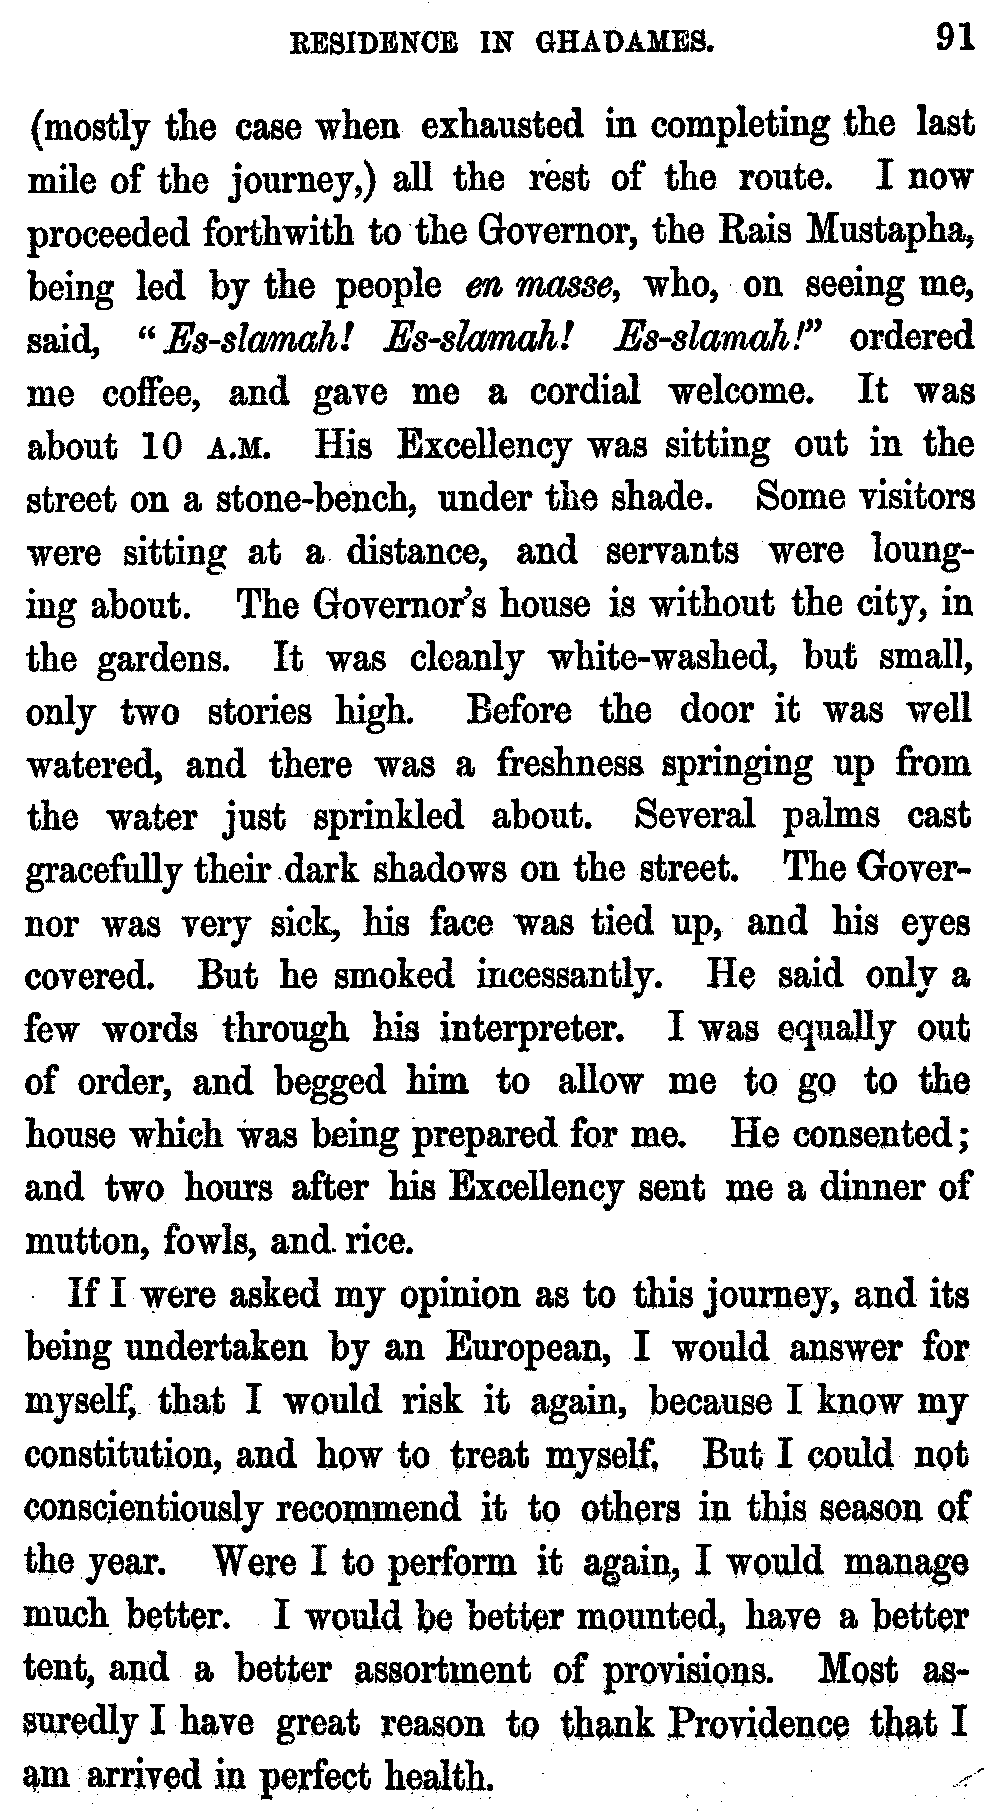 RESIDENCE IN GHADAMES. 91
(mostly the case when exhausted in completing the last
mile of the journey,) all the rest of the route. I now
proceeded forthwith to the Governor, the Rais Mustapha,
being led by the people en masse, who, on seeing me,
said, “Es-slamah! Es-slamah! Es-slamah!” ordered
me coffee, and gave me a cordial welcome. It was
about 10 A.M. His Excellency was sitting out in the
street on a stone-bench, under the shade. Some visitors
were sitting at a distance, and servants were loung-
ing about. The Governor’s house is without the city, in
the gardens. It was cleanly white-washed, but small,
only two stories high. Before the door it was well
watered, and there was a freshness springing up from
the water just sprinkled about. Several palms cast
gracefully their dark shadows on the street. The Gover-
nor was very sick, his face was tied up, and his eyes
covered. But he smoked incessantly. He said only a
few words through his interpreter. I was equally out
of order, and begged him to allow me to go to the
house which was being prepared for me. He consented;
and two hours after his Excellency sent me a dinner of
mutton, fowls, and rice.
If I were asked my opinion as to this journey, and its
being undertaken by an European, I would answer for
myself, that I would risk it again, because I know my
constitution, and how to treat myself. But I could not
conscientiously recommend it to others in this season of
the year. Were I to perform it again, I would manage
much better. I would be better mounted, have a better
tent, and a better assortment of provisions. Most as-
suredly I have great reason to thank Providence that I
am arrived in perfect health.